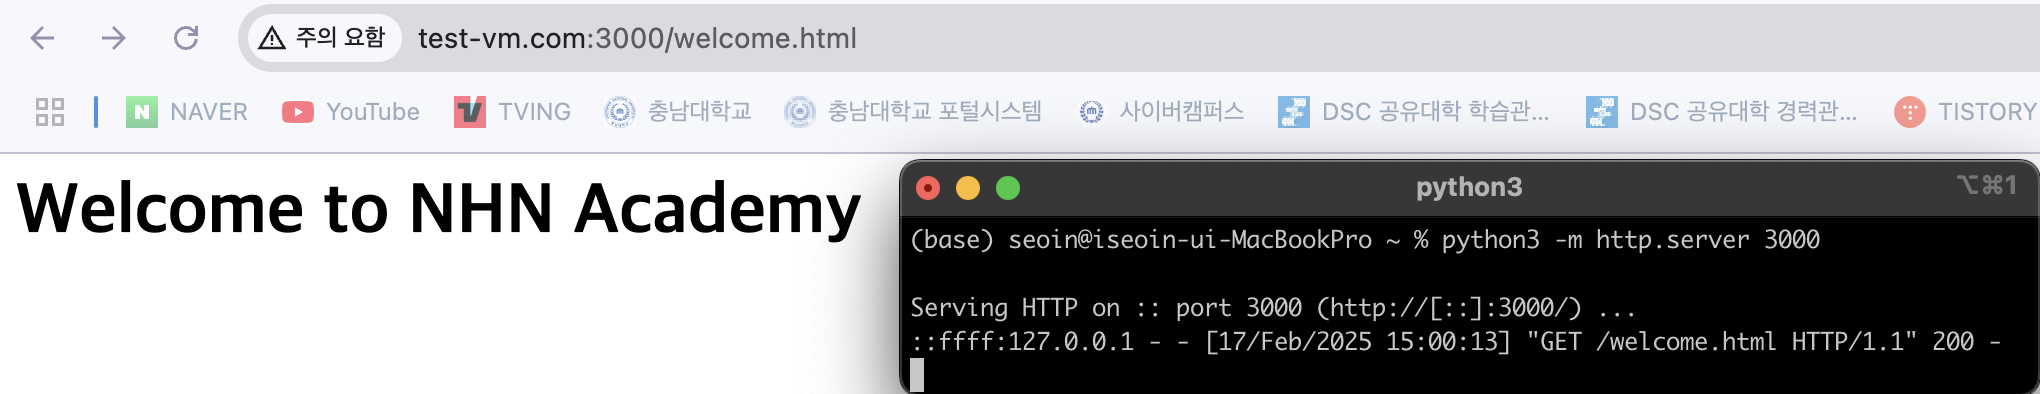 주의 요함 test-vm.com:3000/welcome.html
NAVER YouTube TVING 충남대학교 충남대학교 포털시스템 사이버캠퍼스 DSC 공유대학 학습관... DSC 공유대학 경력관... TISTORY
Welcome to NHN Academy
python3 ⌥⌘1
(base) seoin@iseoin-ui-MacBookPro ~ % python3 -m http.server 3000
Serving HTTP on :: port 3000 (http://[::]:3000/) ...
::ffff:127.0.0.1 - - [17/Feb/2025 15:00:13] "GET /welcome.html HTTP/1.1" 200 -